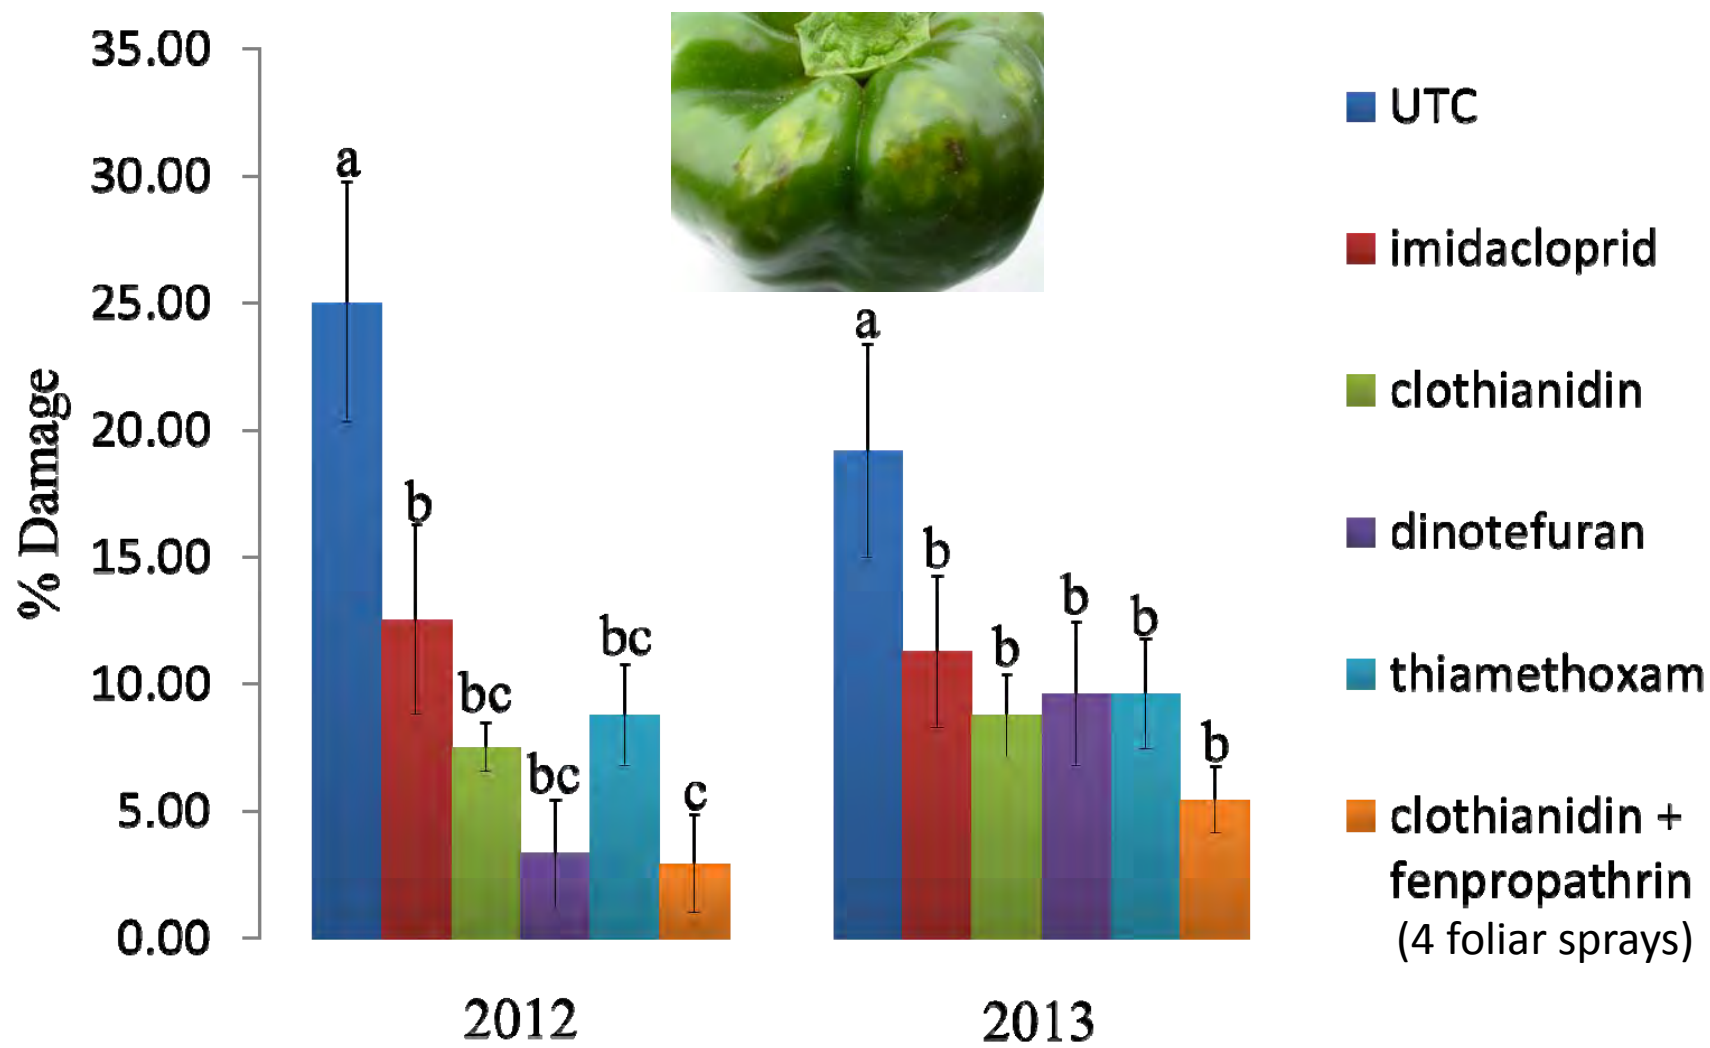 35.00
30.00
25.00
20.00
15.00
10.00
5.00
0.00
% Damage
a
b
bc
bc
bc
c
a
b
b
b
b
b
2012
2013
UTC
imidacloprid
clothianidin
dinotefuran
thiamethoxam
clothianidin +
fenpropathrin
(4 foliar sprays)